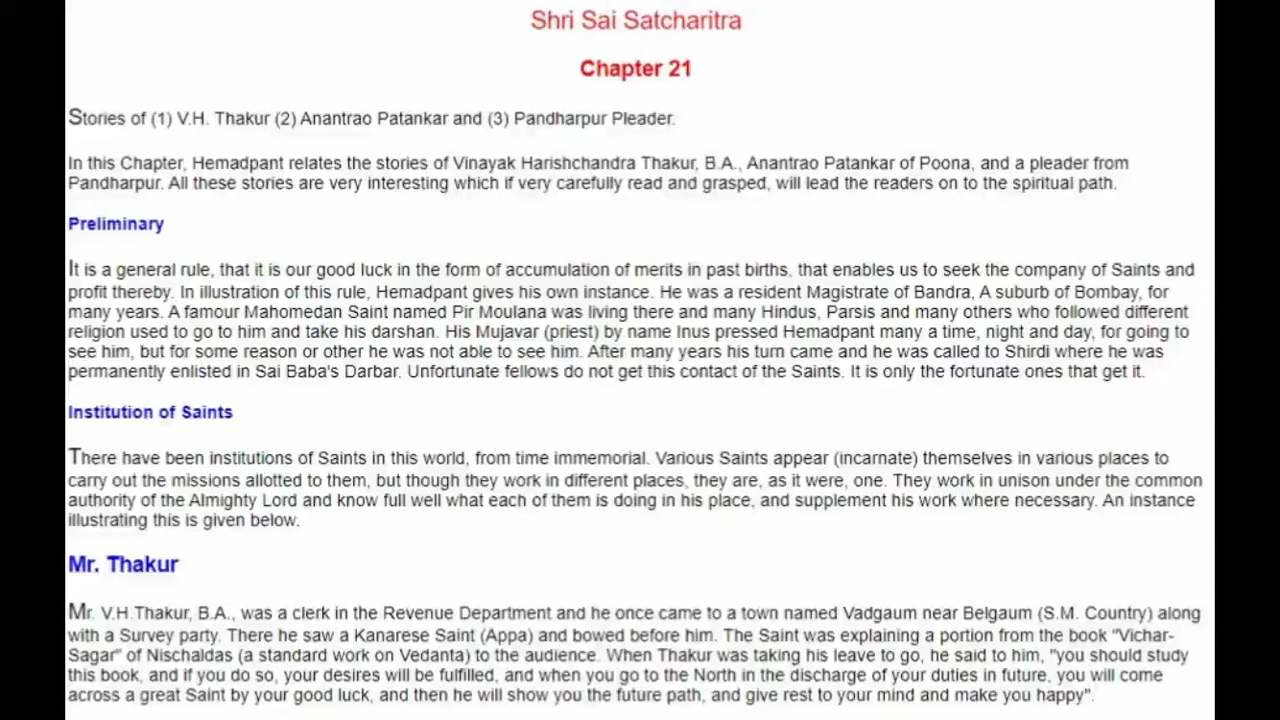 Shri Sai Satcharitra
Chapter 21
Stories of (1) V.H. Thakur (2) Anantrao Patankar and (3) Pandharpur Pleader.
In this Chapter, Hemadpant relates the stories of Vinayak Harishchandra Thakur, B.A., Anantrao Patankar of Poona, and a pleader from
Pandharpur. All these stories are very interesting which if very carefully read and grasped, will lead the readers on to the spiritual path.
Preliminary
It is a general rule, that it is our good luck in the form of accumulation of merits in past births, that enables us to seek the company of Saints and
profit thereby. In illustration of this rule, Hemadpant gives his own instance. He was a resident Magistrate of Bandra, A suburb of Bombay, for
many years. A famour Mahomedan Saint named Pir Moulana was living there and many Hindus, Parsis and many others who followed different
religion used to go to him and take his darshan. His Mujavar (priest) by name Inus pressed Hemadpant many a time, night and day, for going to
see him, but for some reason or other he was not able to see him. After many years his turn came and he was called to Shirdi where he was
permanently enlisted in Sai Baba's Darbar. Unfortunate fellows do not get this contact of the Saints. It is only the fortunate ones that get it.
Institution of Saints
There have been institutions of Saints in this world, from time immemorial. Various Saints appear (incarnate) themselves in various places to
carry out the missions allotted to them, but though they work in different places, they are, as it were, one. They work in unison under the common
authority of the Almighty Lord and know full well what each of them is doing in his place, and supplement his work where necessary. An instance
illustrating this is given below.
Mr. Thakur
Mr. V.H.Thakur, B.A., was a clerk in the Revenue Department and he once came to a town named Vadgaum near Belgaum (S.M. Country) along
with a Survey party. There he saw a Kanarese Saint (Appa) and bowed before him. The Saint was explaining a portion from the book "Vichar-
Sagar" of Nischaldas (a standard work on Vedanta) to the audience. When Thakur was taking his leave to go, he said to him, "you should study
this book, and if you do so, your desires will be fulfilled, and when you go to the North in the discharge of your duties in future, you will come
across a great Saint by your good luck, and then he will show you the future path, and give rest to your mind and make you happy".